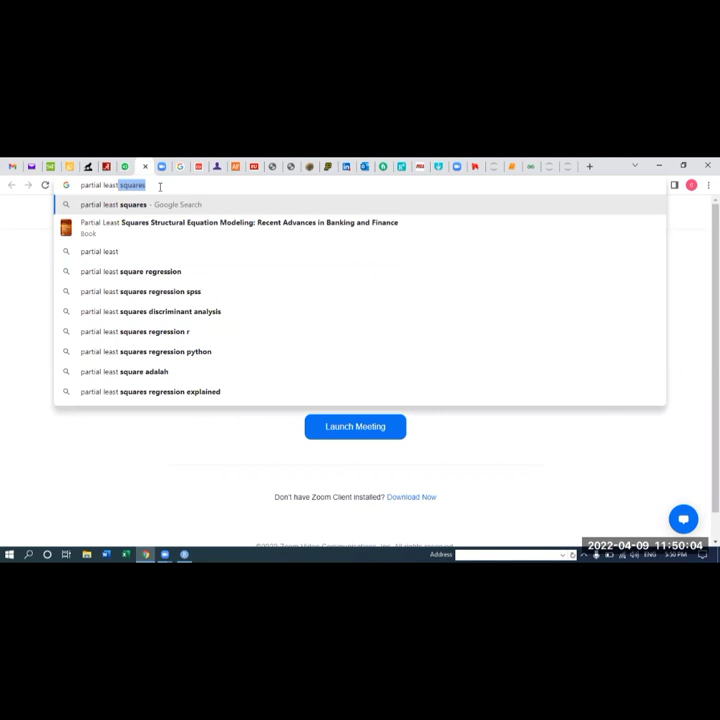 partial least squares
partial least squares - Google Search
Partial Least Squares Structural Equation Modeling: Recent Advances in Banking and Finance
Book
partial least
partial least square regression
partial least squares regression spss
partial least squares discriminant analysis
partial least squares regression r
partial least squares regression python
partial least square adalah
partial least squares regression explained
Launch Meeting
Don't have Zoom Client installed? Download Now
2022-04-09 11:50:04
Address